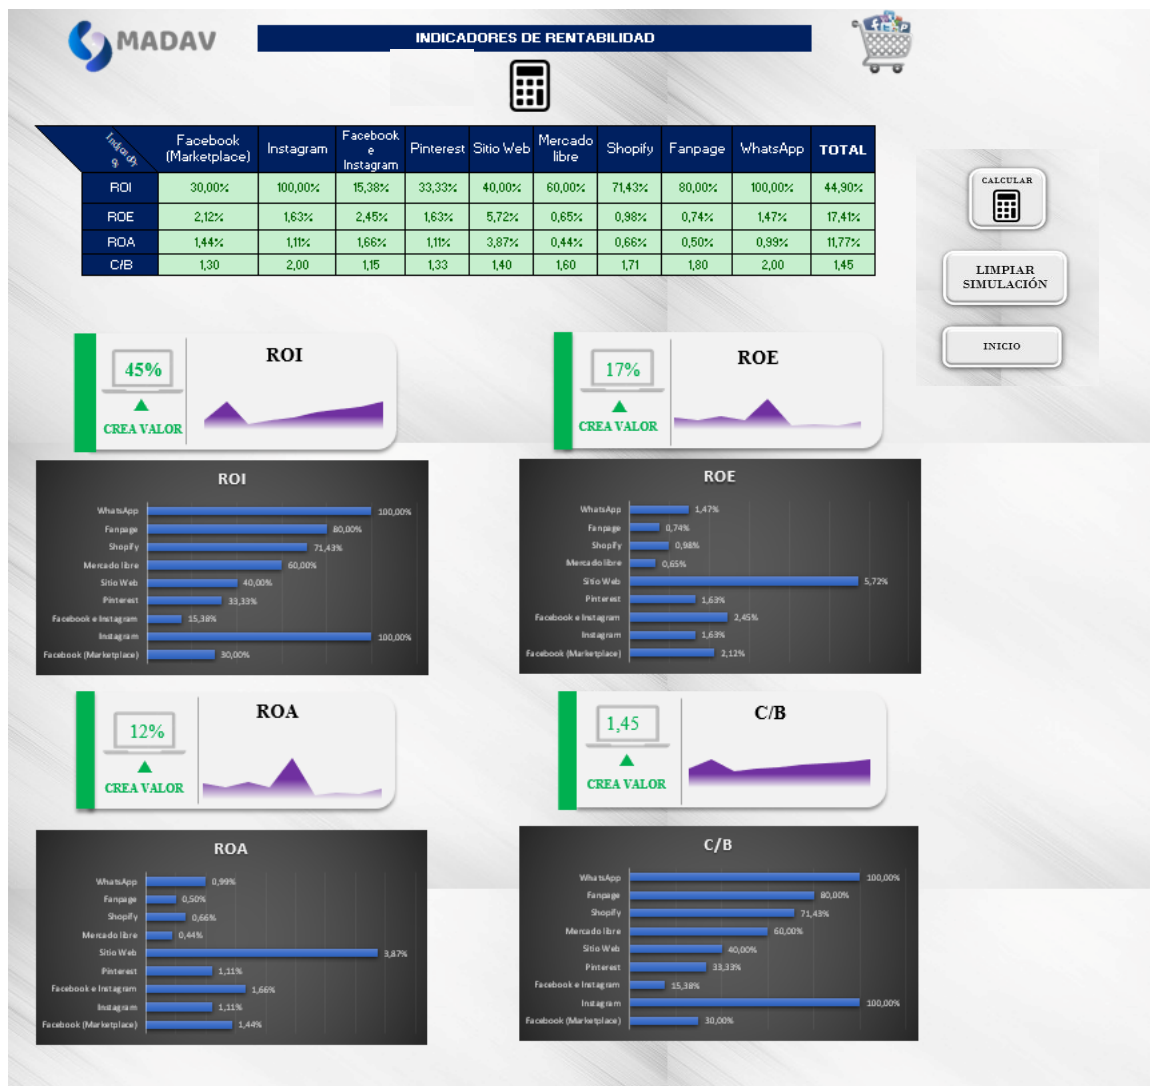 MADAV
INDICADORES DE RENTABILIDAD
Facebook (Marketplace) Instagram Facebook e Instagram Pinterest Sitio Web Mercado libre Shopify Fanpage WhatsApp TOTAL
ROI 30,00% 100,00% 15,38% 33,33% 40,00% 60,00% 71,43% 80,00% 100,00% 44,90%
ROE 2,12% 1,63% 2,45% 1,63% 5,72% 0,65% 0,98% 0,74% 1,47% 17,41%
ROA 1,44% 1,11% 1,66% 1,11% 3,87% 0,44% 0,66% 0,50% 0,99% 11,77%
C/B 1,30 2,00 1,15 1,33 1,40 1,60 1,71 1,80 2,00 1,45
CALCULAR
LIMPIAR
SIMULACIÓN
INICIO
45%
CREA VALOR
ROI
17%
CREA VALOR
ROE
ROI
WhatsApp 100,00%
Fanpage 80,00%
Shopify 71,43%
Mercado libre 60,00%
Sitio Web 40,00%
Pinterest 33,33%
Facebook e Instagram 15,38%
Instagram 100,00%
Facebook (Marketplace) 30,00%
ROE
WhatsApp 1,47%
Fanpage 0,74%
Shopify 0,98%
Mercado libre 0,65%
Sitio Web 5,72%
Pinterest 1,63%
Facebook e Instagram 2,45%
Instagram 1,63%
Facebook (Marketplace) 2,12%
12%
CREA VALOR
ROA
1,45
CREA VALOR
C/B
ROA
WhatsApp 0,99%
Fanpage 0,50%
Shopify 0,66%
Mercado libre 0,44%
Sitio Web 3,87%
Pinterest 1,11%
Facebook e Instagram 1,66%
Instagram 1,11%
Facebook (Marketplace) 1,44%
C/B
WhatsApp 100,00%
Fanpage 80,00%
Shopify 71,43%
Mercado libre 60,00%
Sitio Web 40,00%
Pinterest 33,33%
Facebook e Instagram 15,38%
Instagram 100,00%
Facebook (Marketplace) 30,00%